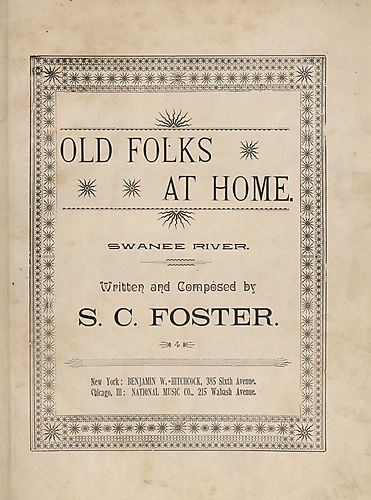 OLD FOLKS
AT HOME.
SWANEE RIVER.
Written and Composed by
S. C. FOSTER.
4
New York: BENJAMIN W. HITCHCOCK, 385 Sixth Avenue.
Chicago, Ill: NATIONAL MUSIC CO., 215 Wabash Avenue.